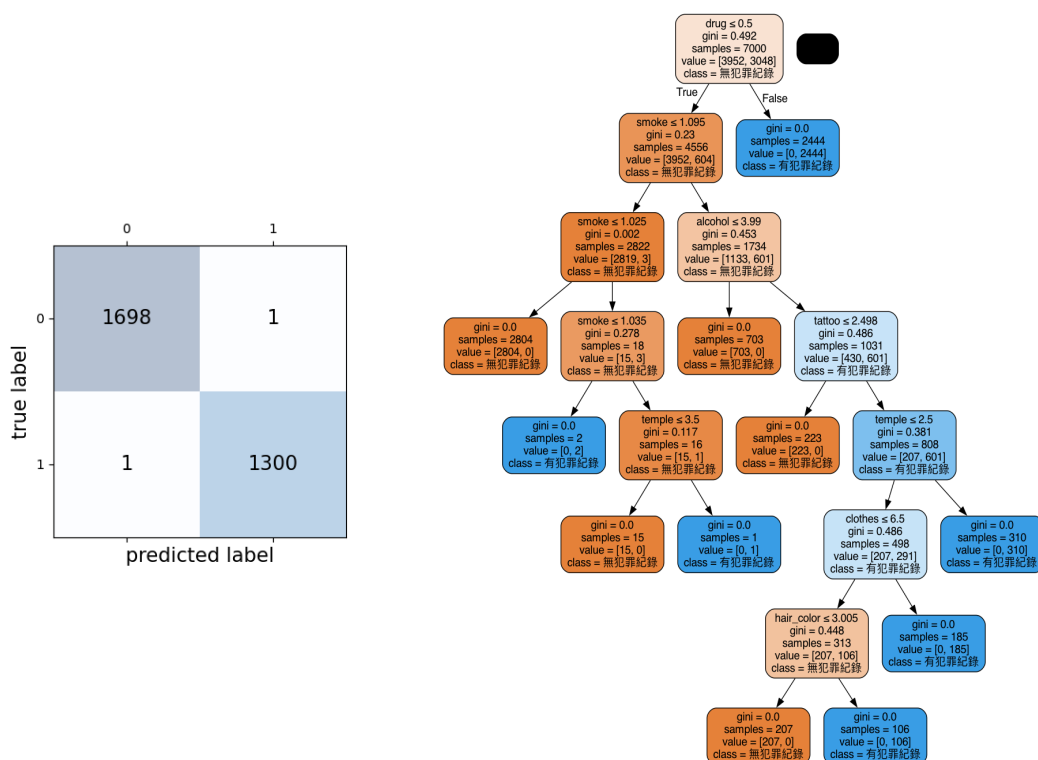 0 1
0
1698 1
1
1 1300
true label
predicted label
drug ≤ 0.5
gini = 0.492
samples = 7000
value = [3952, 3048]
class = 無犯罪紀錄
True
False
smoke ≤ 1.095
gini = 0.23
samples = 4556
value = [3952, 604]
class = 無犯罪紀錄
gini = 0.0
samples = 2444
value = [0, 2444]
class = 有犯罪紀錄
smoke ≤ 1.025
gini = 0.002
samples = 2822
value = [2819, 3]
class = 無犯罪紀錄
alcohol ≤ 3.99
gini = 0.453
samples = 1734
value = [1133, 601]
class = 無犯罪紀錄
gini = 0.0
samples = 2804
value = [2804, 0]
class = 無犯罪紀錄
smoke ≤ 1.035
gini = 0.278
samples = 18
value = [15, 3]
class = 無犯罪紀錄
gini = 0.0
samples = 703
value = [703, 0]
class = 無犯罪紀錄
tattoo ≤ 2.498
gini = 0.486
samples = 1031
value = [430, 601]
class = 有犯罪紀錄
gini = 0.0
samples = 2
value = [0, 2]
class = 有犯罪紀錄
temple ≤ 3.5
gini = 0.117
samples = 16
value = [15, 1]
class = 無犯罪紀錄
gini = 0.0
samples = 223
value = [223, 0]
class = 無犯罪紀錄
temple ≤ 2.5
gini = 0.381
samples = 808
value = [207, 601]
class = 有犯罪紀錄
gini = 0.0
samples = 15
value = [15, 0]
class = 無犯罪紀錄
gini = 0.0
samples = 1
value = [0, 1]
class = 有犯罪紀錄
clothes ≤ 6.5
gini = 0.486
samples = 498
value = [207, 291]
class = 有犯罪紀錄
gini = 0.0
samples = 310
value = [0, 310]
class = 有犯罪紀錄
hair_color ≤ 3.005
gini = 0.448
samples = 313
value = [207, 106]
class = 無犯罪紀錄
gini = 0.0
samples = 185
value = [0, 185]
class = 有犯罪紀錄
gini = 0.0
samples = 207
value = [207, 0]
class = 無犯罪紀錄
gini = 0.0
samples = 106
value = [0, 106]
class = 有犯罪紀錄